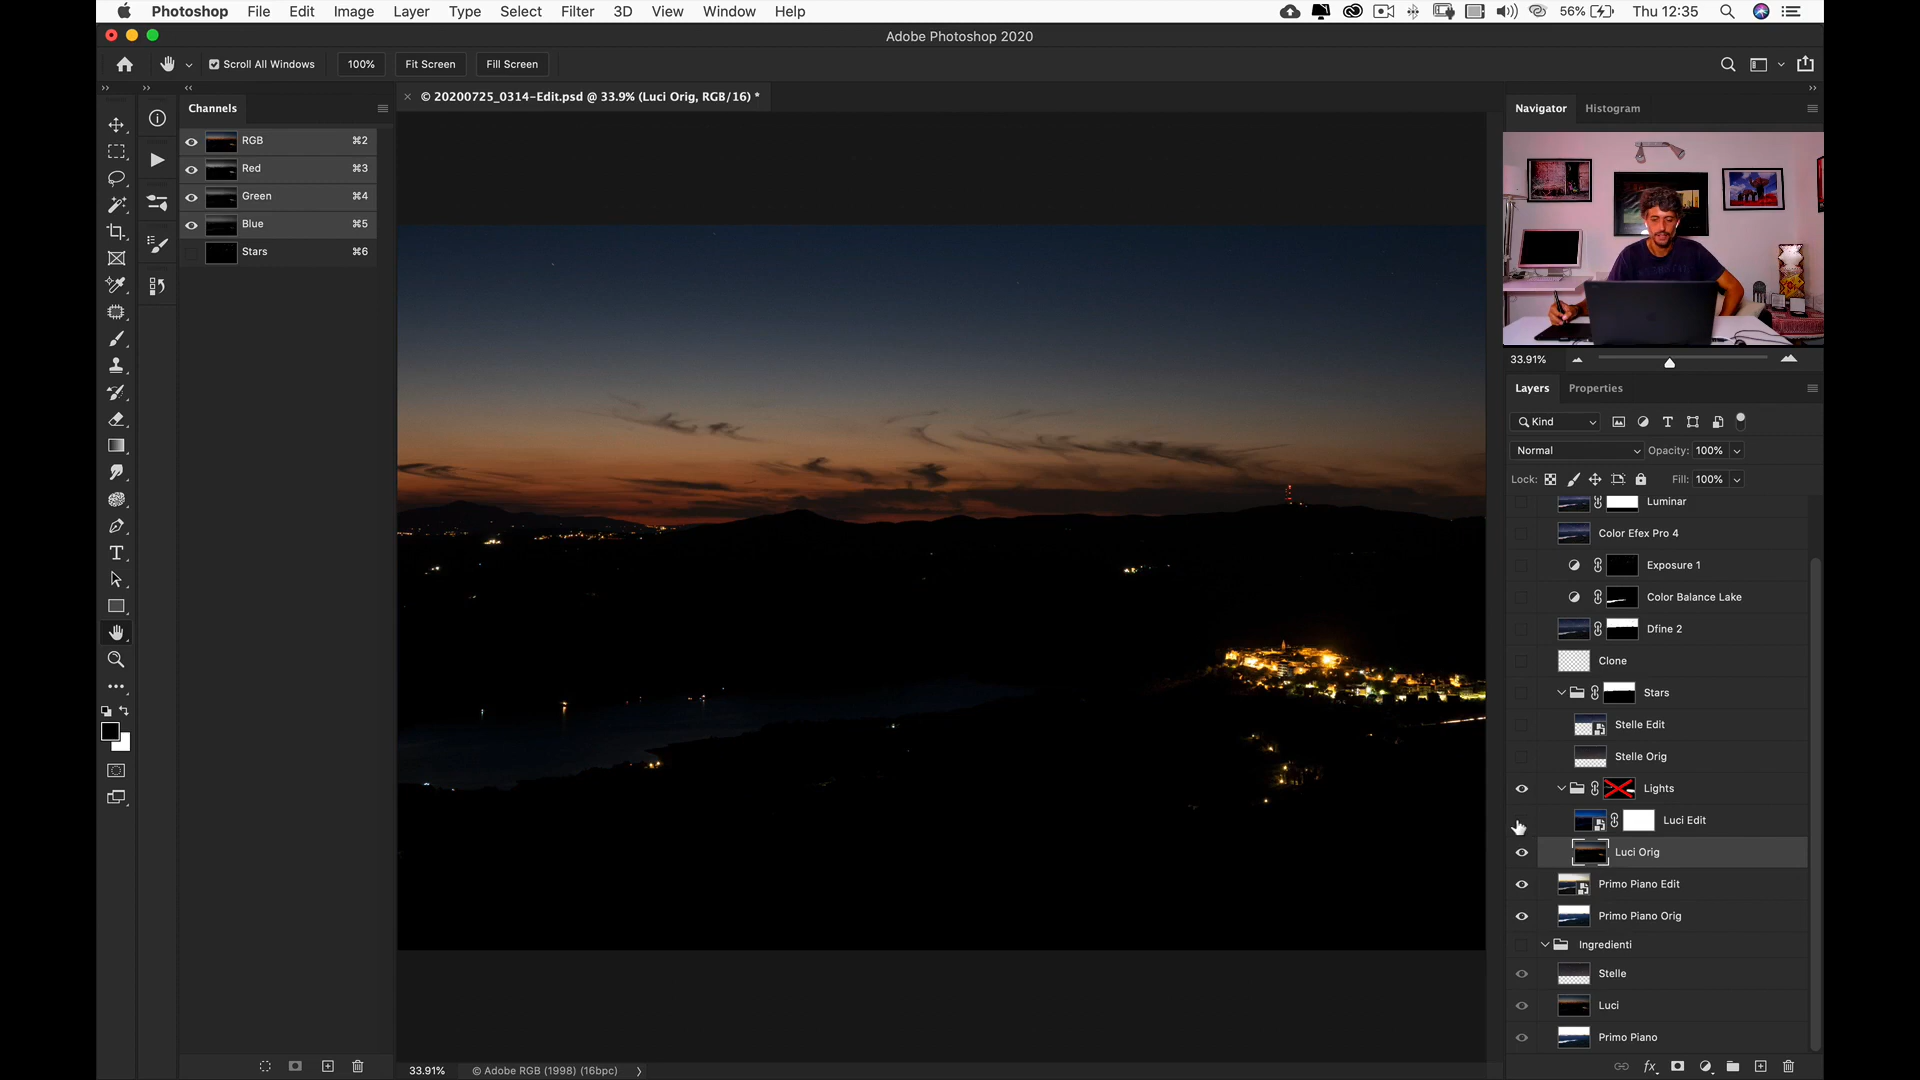 Photoshop File Edit Image Layer Type Select Filter 3D View Window Help 56% Thu 12:35
Adobe Photoshop 2020
Scroll All Windows 100% Fit Screen Fill Screen
Channels
© 20200725_0314-Edit.psd @ 33.9% (Luci Orig, RGB/16) *
Navigator Histogram
RGB ⌘2
Red ⌘3
Green ⌘4
Blue ⌘5
Stars ⌘6
33.91%
Layers Properties
Kind
Normal Opacity: 100%
Lock: Fill: 100%
Luminar
Color Efex Pro 4
Exposure 1
Color Balance Lake
Dfine 2
Clone
Stars
Stelle Edit
Stelle Orig
Lights
Luci Edit
Luci Orig
Primo Piano Edit
Primo Piano Orig
Ingredienti
Stelle
Luci
Primo Piano
33.91% © Adobe RGB (1998) (16bpc)